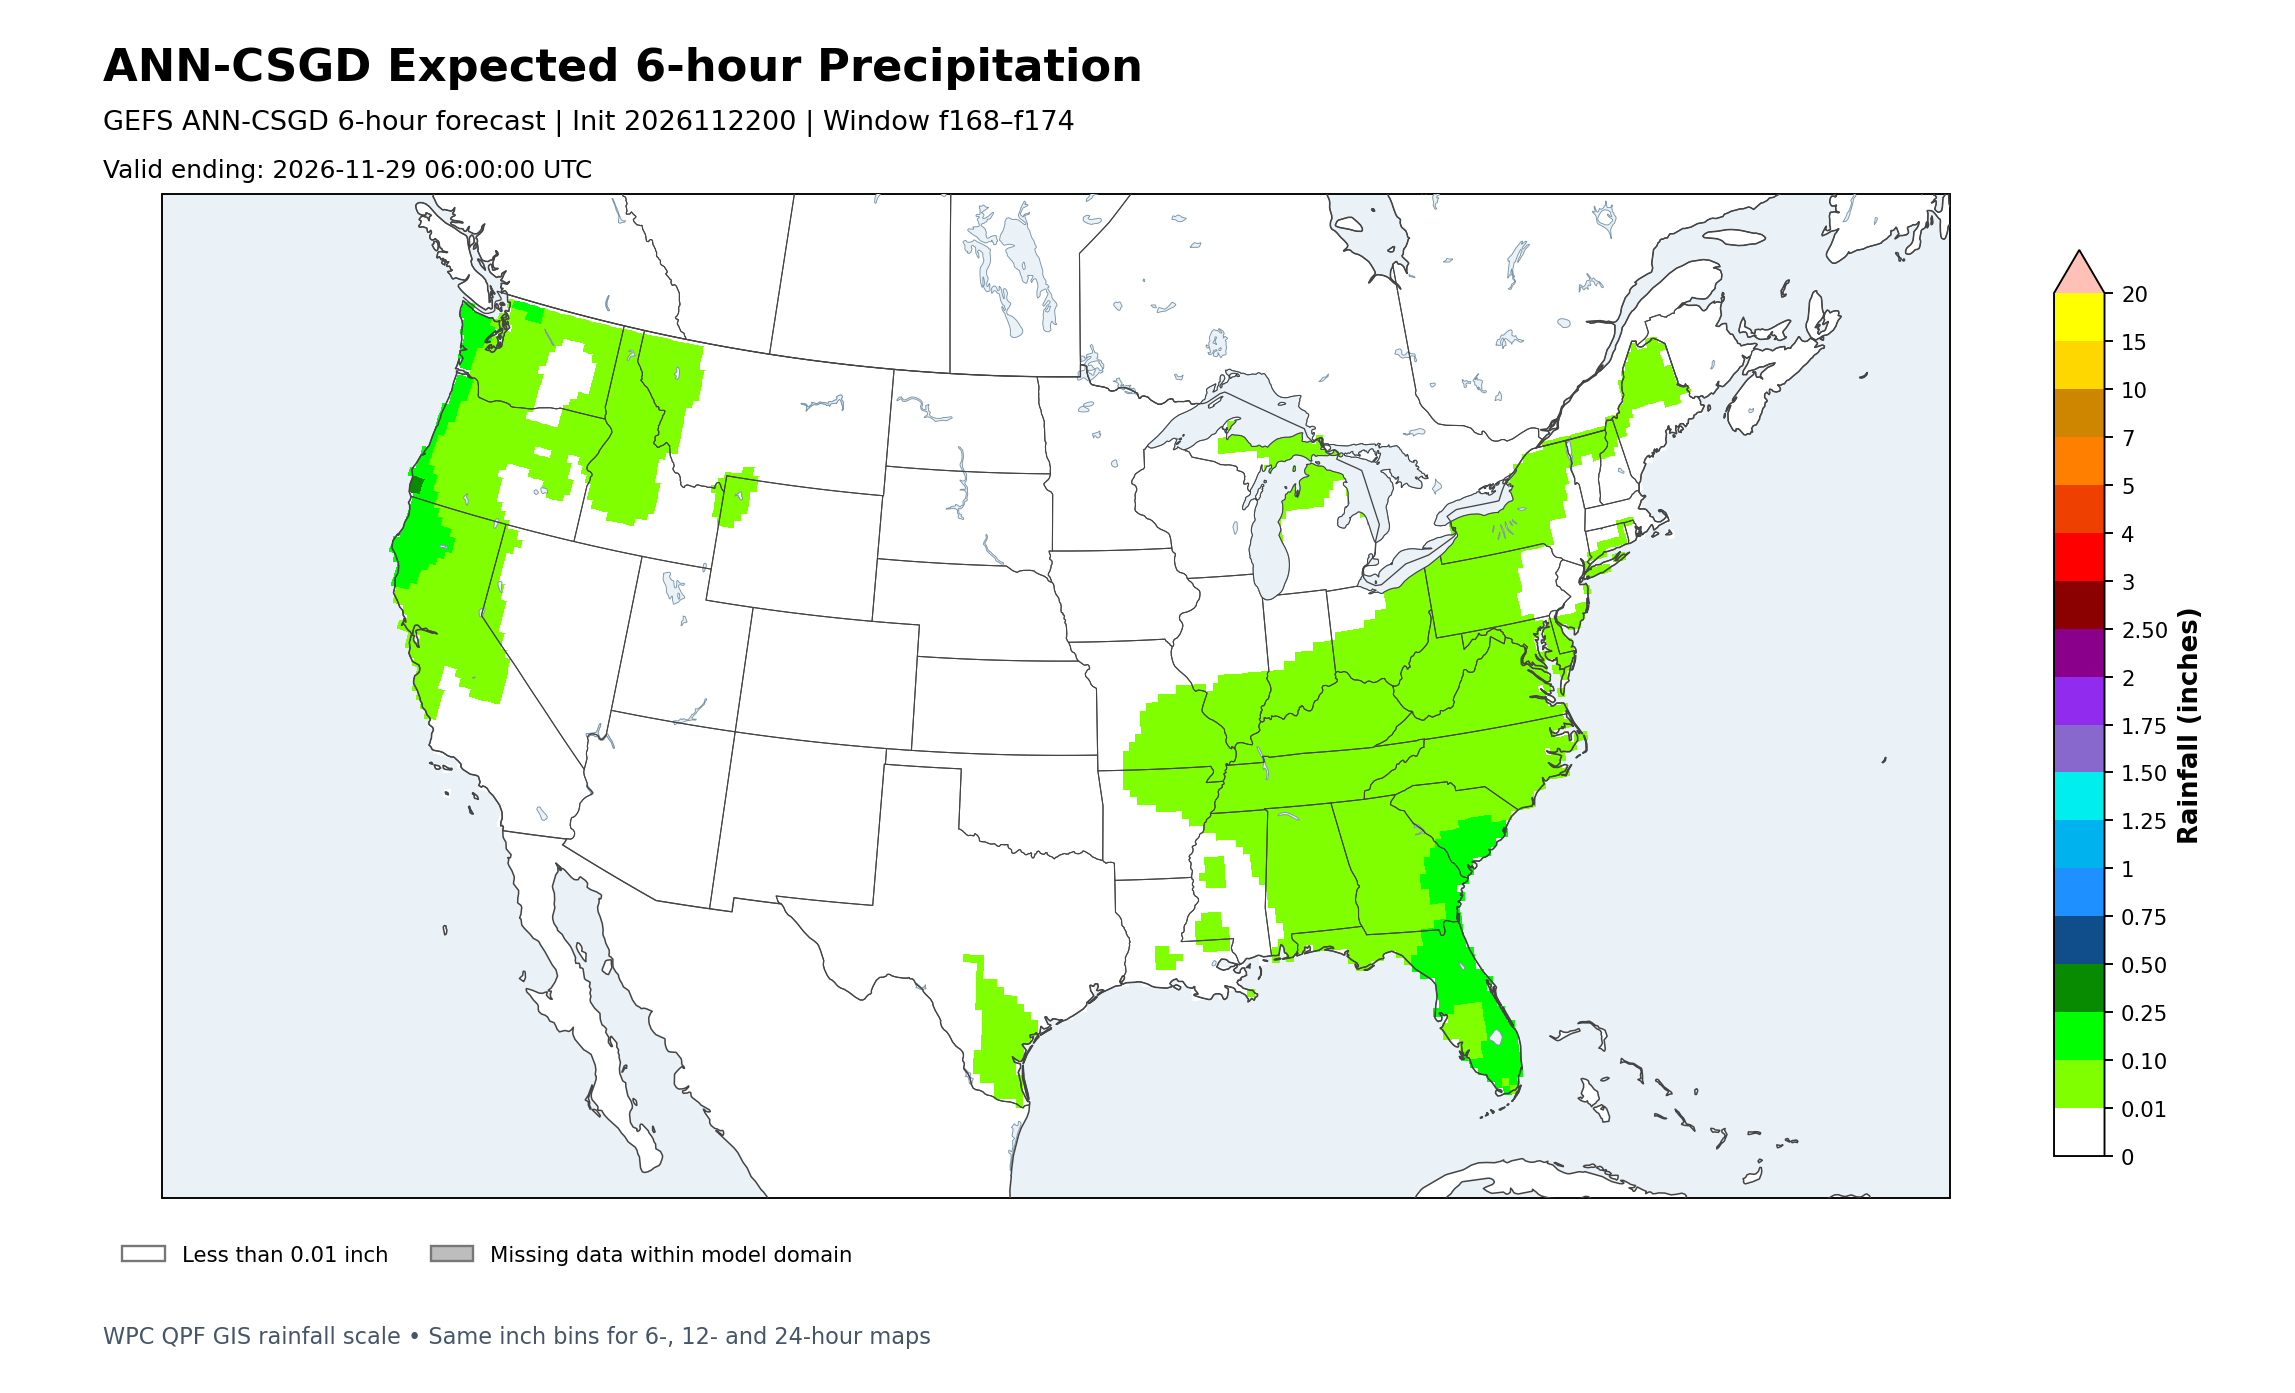 ANN-CSGD Expected 6-hour Precipitation
GEFS ANN-CSGD 6-hour forecast | Init 2026112200 | Window f168–f174
Valid ending: 2026-11-29 06:00:00 UTC
20
15
10
7
5
4
3
2.50
2
1.75
1.50
1.25
1
0.75
0.50
0.25
0.10
0.01
0
Rainfall (inches)
Less than 0.01 inch
Missing data within model domain
WPC QPF GIS rainfall scale • Same inch bins for 6-, 12- and 24-hour maps